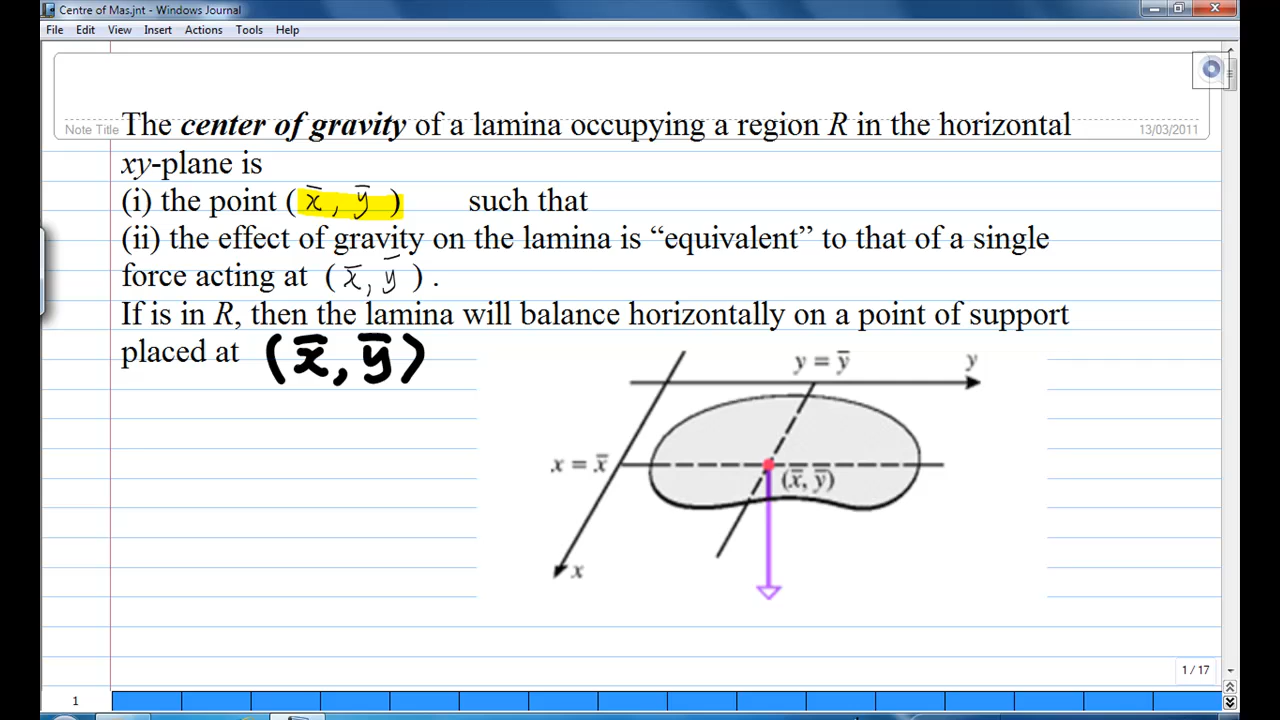 Centre of Mas.jnt - Windows Journal
File Edit View Insert Actions Tools Help
Note Title
13/03/2011
The center of gravity of a lamina occupying a region R in the horizontal
xy-plane is
(i) the point ( x̄, ȳ ) such that
(ii) the effect of gravity on the lamina is “equivalent” to that of a single
force acting at ( x̄, ȳ ) .
If is in R, then the lamina will balance horizontally on a point of support
placed at (x̄, ȳ)
y = ȳ
y
x = x̄
(x̄, ȳ)
x
1 / 17
1